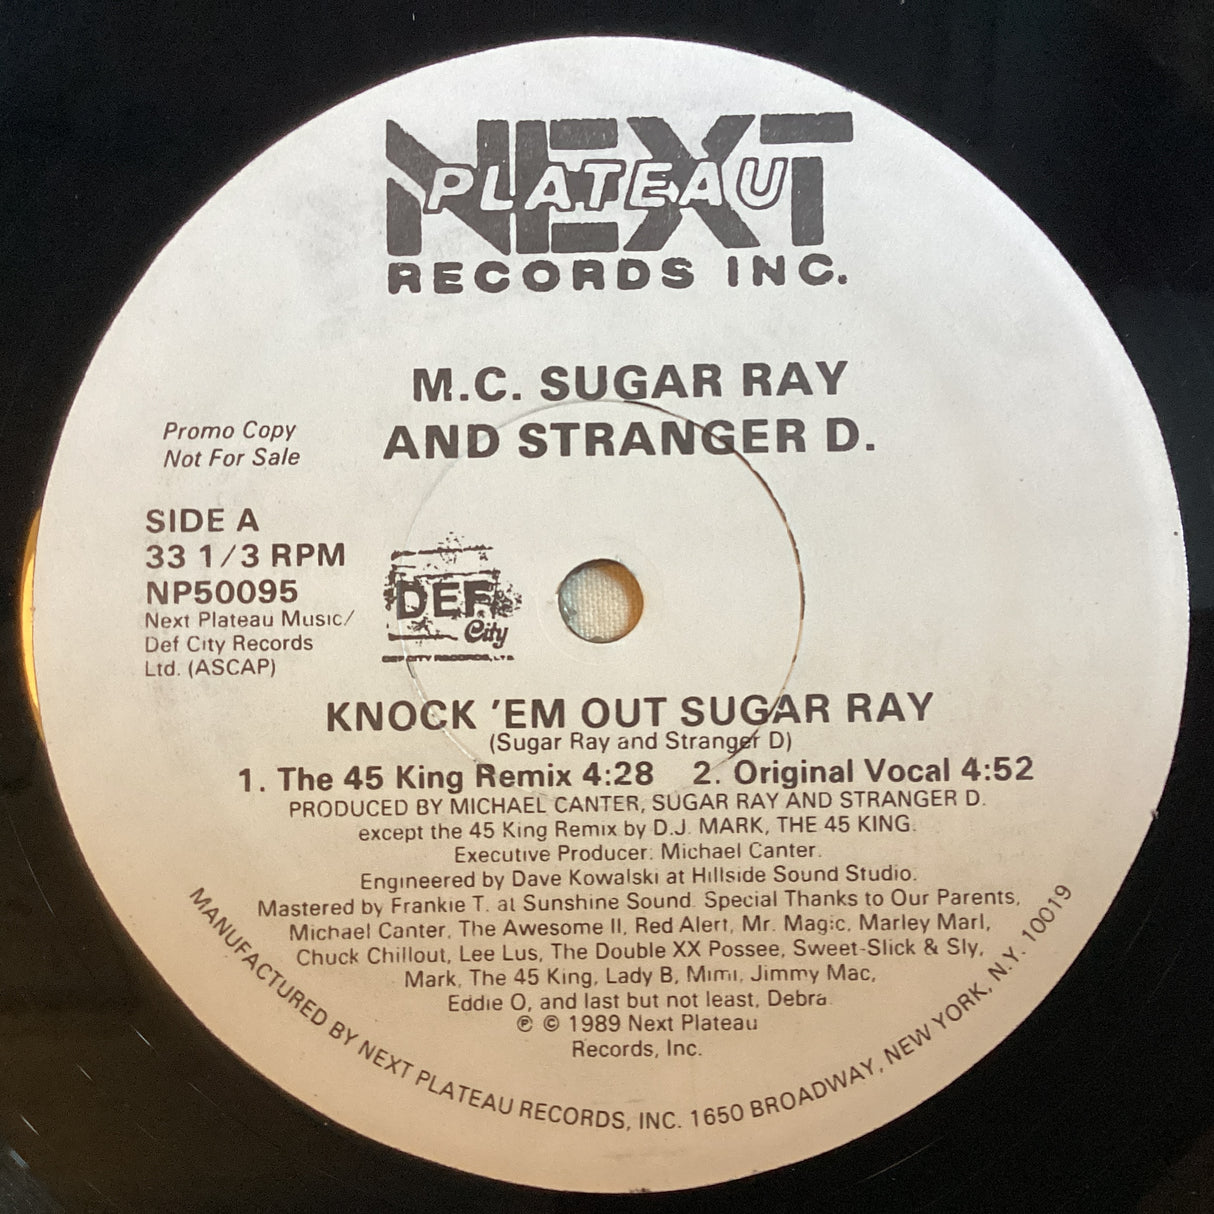 NEXT
PLATEAU
RECORDS INC.
M.C. SUGAR RAY
AND STRANGER D.
Promo Copy
Not For Sale
SIDE A
33 1/3 RPM
NP50095
Next Plateau Music/
Def City Records
Ltd. (ASCAP)
DEF
City
DEF CITY RECORDS, LTD.
KNOCK 'EM OUT SUGAR RAY
(Sugar Ray and Stranger D)
1. The 45 King Remix 4:28 2. Original Vocal 4:52
PRODUCED BY MICHAEL CANTER, SUGAR RAY AND STRANGER D.
except the 45 King Remix by D.J. MARK, THE 45 KING.
Executive Producer: Michael Canter.
Engineered by Dave Kowalski at Hillside Sound Studio.
Mastered by Frankie T. at Sunshine Sound. Special Thanks to Our Parents,
Michael Canter, The Awesome II, Red Alert, Mr. Magic, Marley Marl,
Chuck Chillout, Lee Lus, The Double XX Possee, Sweet-Slick & Sly,
Mark, The 45 King, Lady B, Mimi, Jimmy Mac,
Eddie O, and last but not least, Debra.
℗ © 1989 Next Plateau
Records, Inc.
MANUFACTURED BY NEXT PLATEAU RECORDS, INC. 1650 BROADWAY, NEW YORK, N.Y. 10019